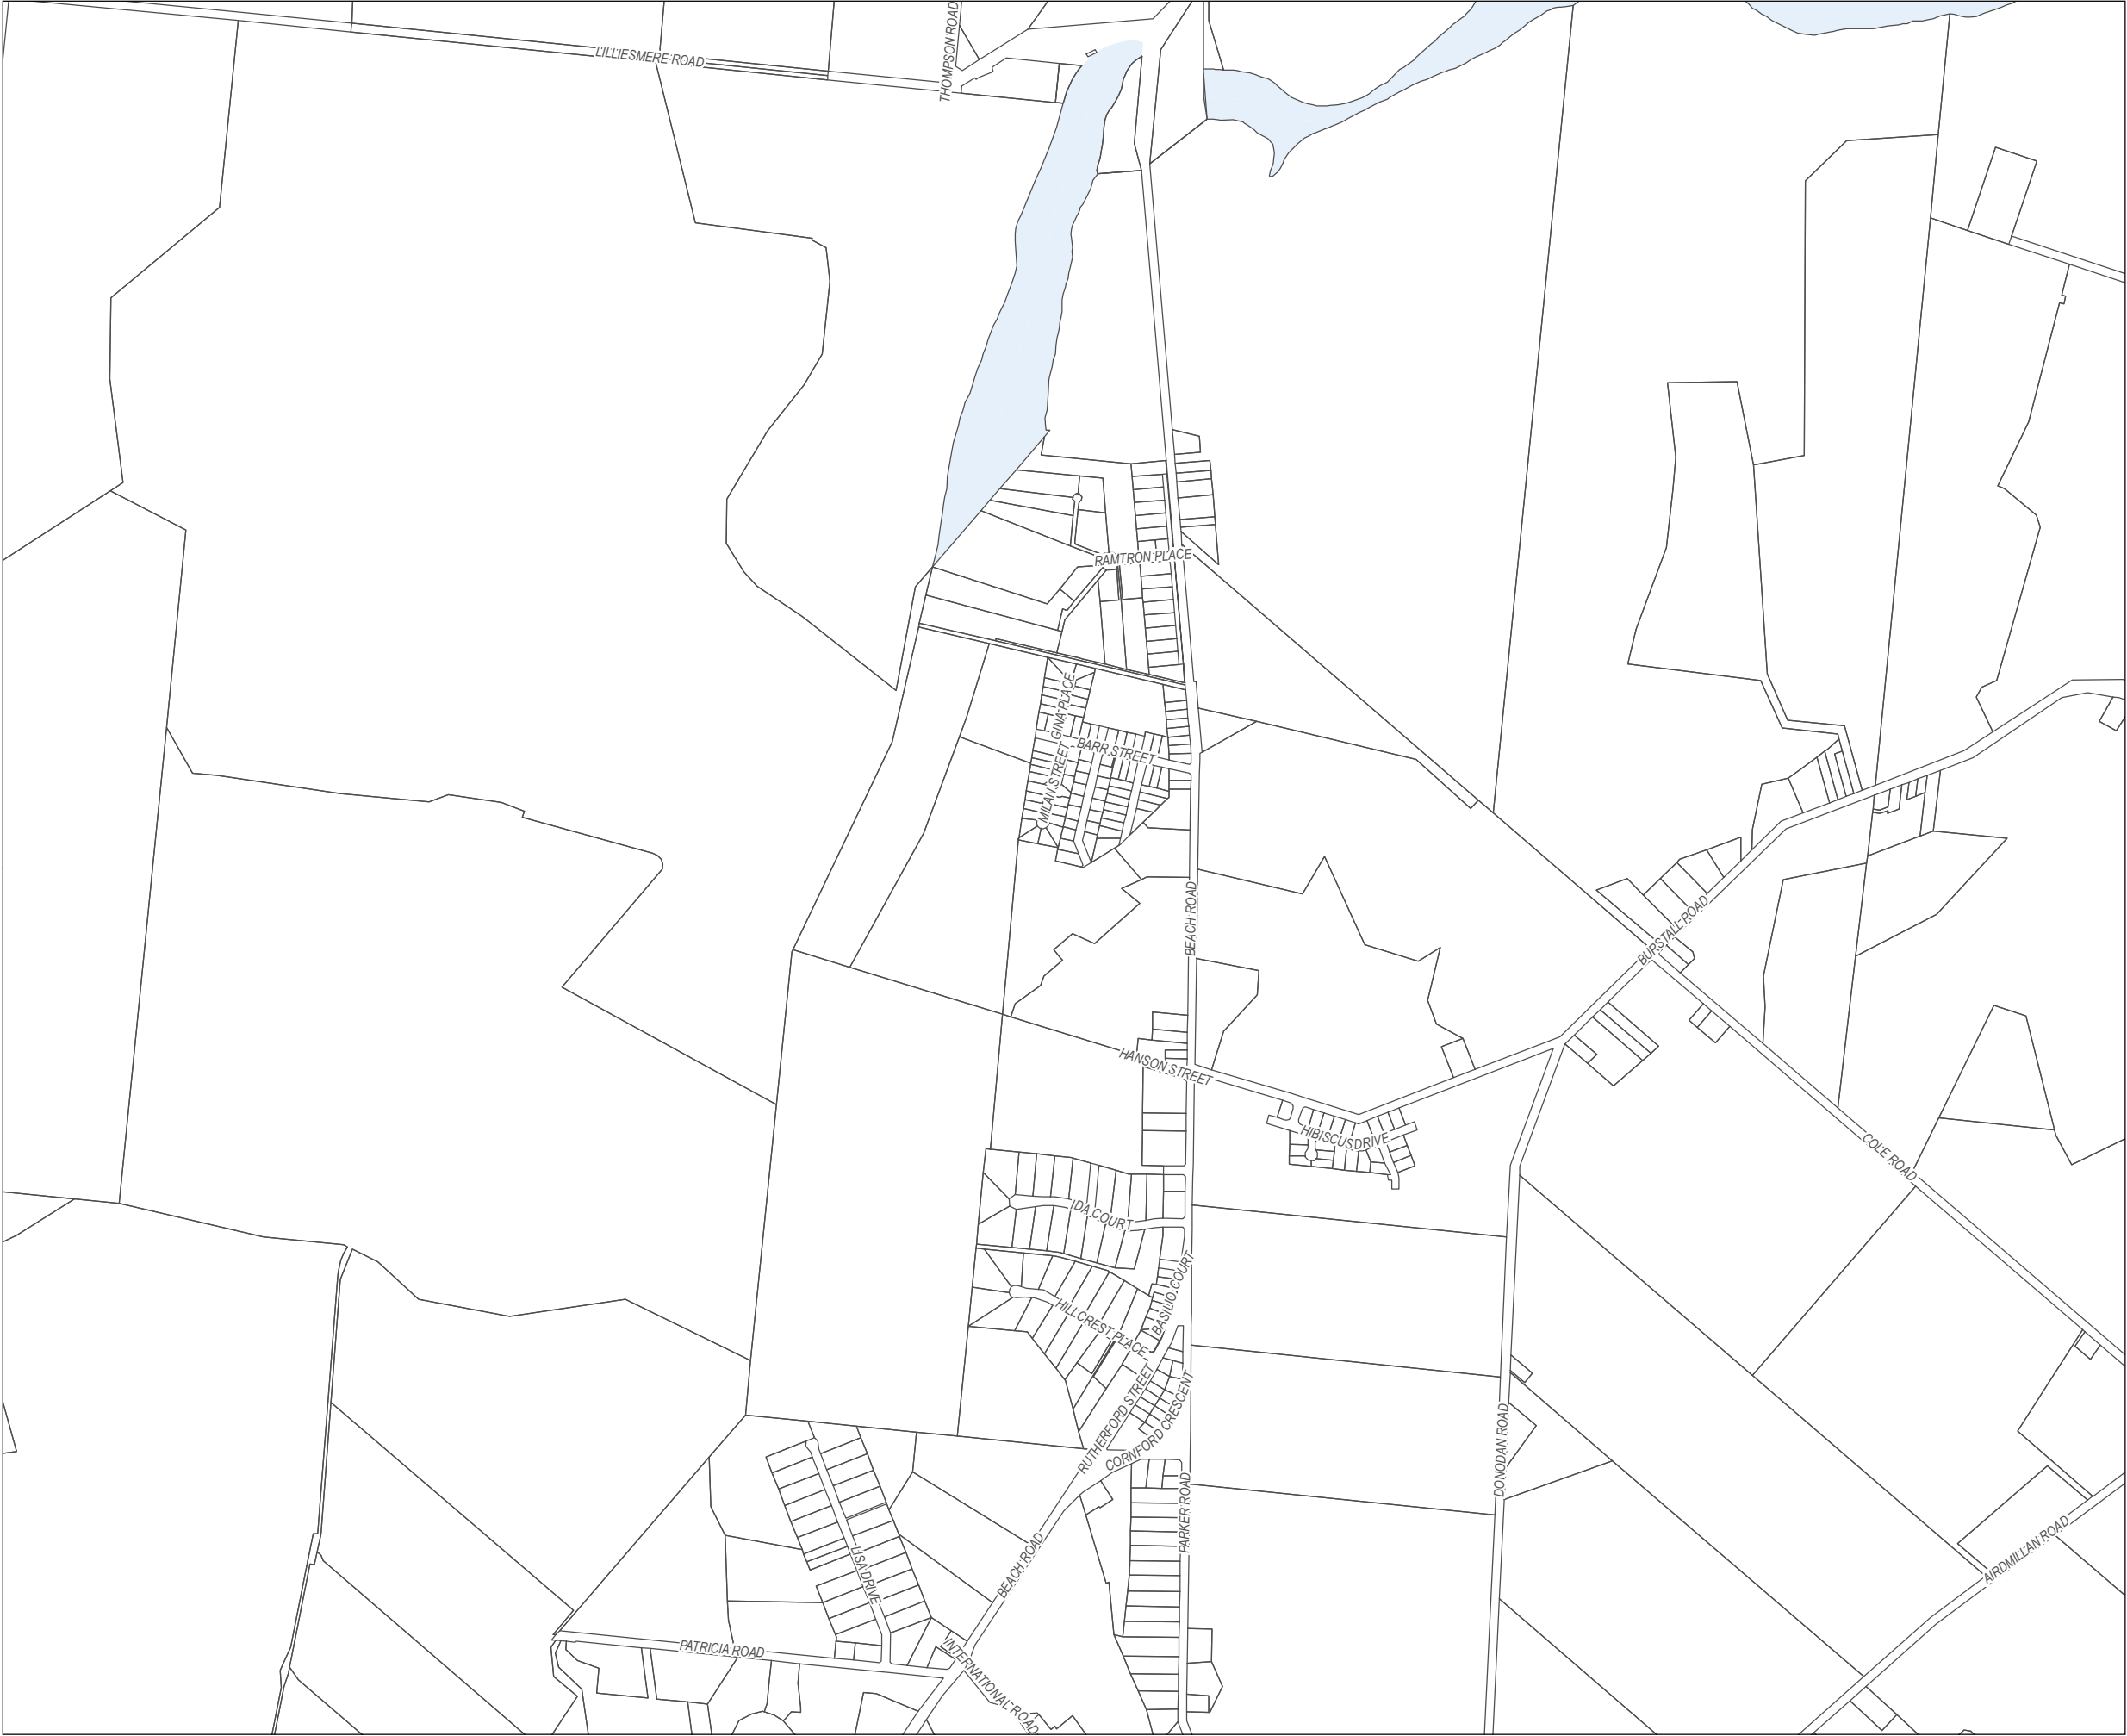 THOMPSON ROAD
LILLIESMERE ROAD
RAMTRON PLACE
GINA PLACE
BARR STREET
MILAN STREET
BEACH ROAD
BURSTALL ROAD
HANSON STREET
HIBISCUS DRIVE
COLE ROAD
IDA COURT
BASILIO COURT
HILLCREST PLACE
RUTHERFORD STREET
CORNFORD CRESCENT
DONODAN ROAD
PARKER ROAD
BEACH ROAD
LISA DRIVE
AIRDMILLAN ROAD
PATRICIA ROAD
INTERNATIONAL ROAD